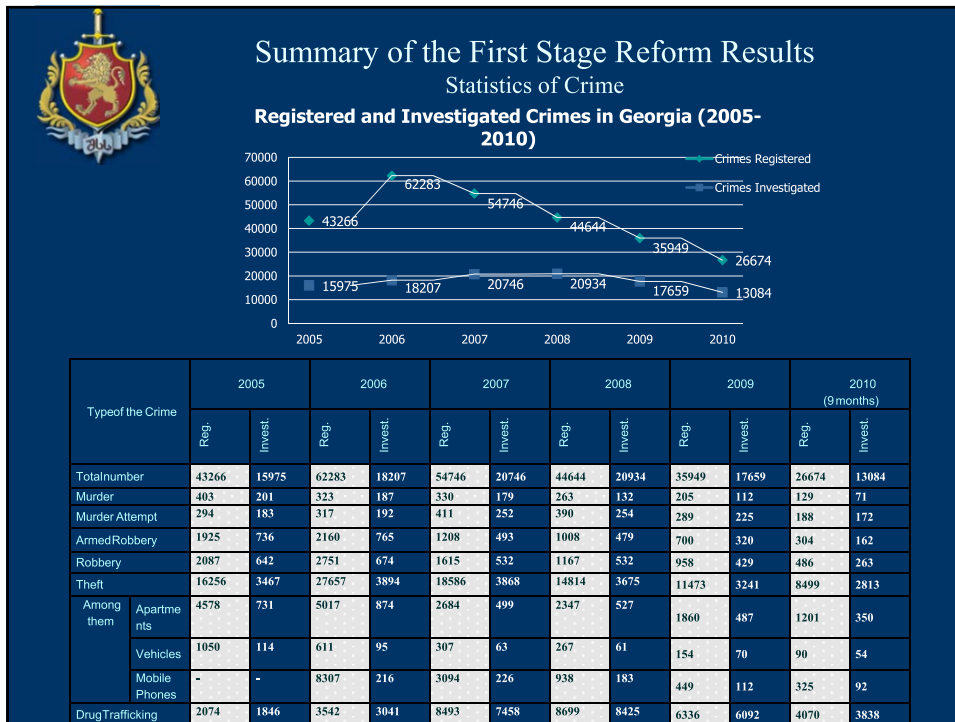 Summary of the First Stage Reform Results
Statistics of Crime
Registered and Investigated Crimes in Georgia (2005-
2010)
70000
60000
50000
40000
30000
20000
10000
0
43266
62283
54746
44644
35949
26674
15975
18207
20746
20934
17659
13084
Crimes Registered
Crimes Investigated
2005 2006 2007 2008 2009 2010
Typeof the Crime 2005 2006 2007 2008 2009 2010
(9 months)
Reg. Invest. Reg. Invest. Reg. Invest. Reg. Invest. Reg. Invest. Reg. Invest.
Totalnumber 43266 15975 62283 18207 54746 20746 44644 20934 35949 17659 26674 13084
Murder 403 201 323 187 330 179 263 132 205 112 129 71
Murder Attempt 294 183 317 192 411 252 390 254 289 225 188 172
ArmedRobbery 1925 736 2160 765 1208 493 1008 479 700 320 304 162
Robbery 2087 642 2751 674 1615 532 1167 532 958 429 486 263
Theft 16256 3467 27657 3894 18586 3868 14814 3675 11473 3241 8499 2813
Among
them
Apartme
nts 4578 731 5017 874 2684 499 2347 527 1860 487 1201 350
Vehicles 1050 114 611 95 307 63 267 61 154 70 90 54
Mobile
Phones - - 8307 216 3094 226 938 183 449 112 325 92
DrugTrafficking 2074 1846 3542 3041 8493 7458 8699 8425 6336 6092 4070 3838